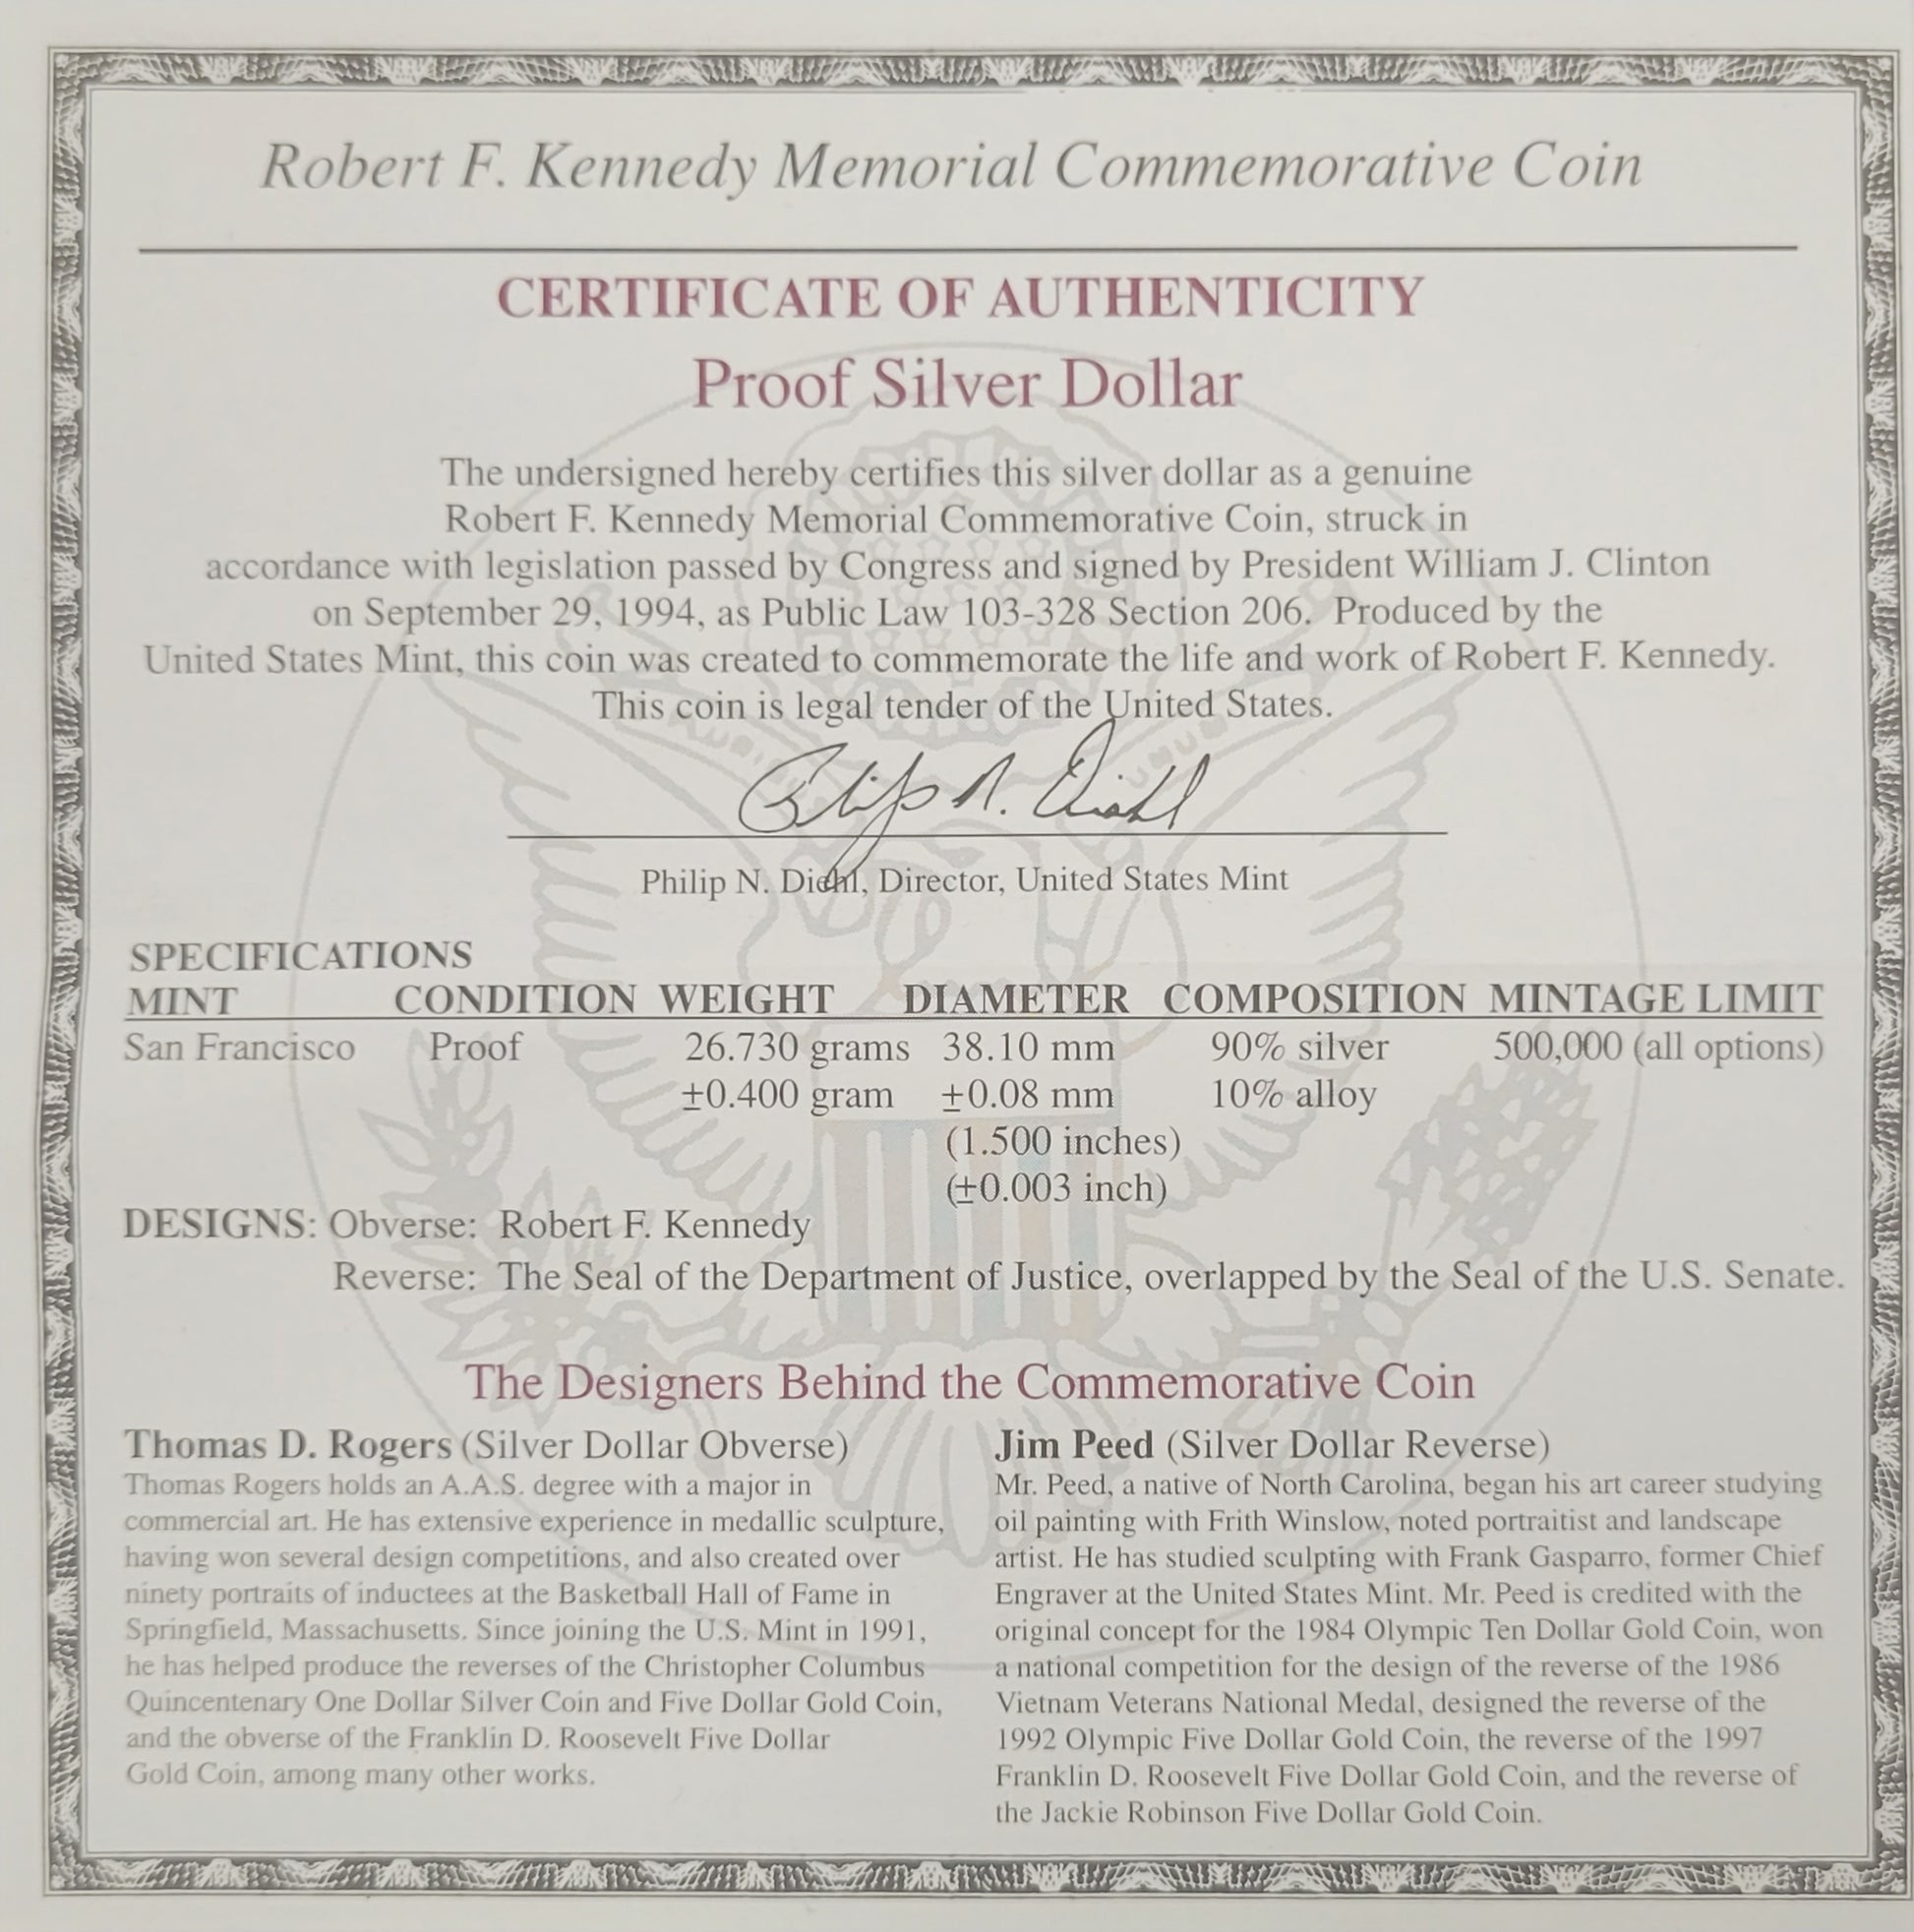 Robert F. Kennedy Memorial Commemorative Coin
CERTIFICATE OF AUTHENTICITY
Proof Silver Dollar
The undersigned hereby certifies this silver dollar as a genuine
Robert F. Kennedy Memorial Commemorative Coin, struck in
accordance with legislation passed by Congress and signed by President William J. Clinton
on September 29, 1994, as Public Law 103-328 Section 206. Produced by the
United States Mint, this coin was created to commemorate the life and work of Robert F. Kennedy.
This coin is legal tender of the United States.
Philip N. Diehl
Philip N. Diehl, Director, United States Mint
SPECIFICATIONS
MINT CONDITION WEIGHT DIAMETER COMPOSITION MINTAGE LIMIT
San Francisco Proof 26.730 grams 38.10 mm 90% silver 500,000 (all options)
±0.400 gram ±0.08 mm 10% alloy
(1.500 inches)
(±0.003 inch)
DESIGNS: Obverse: Robert F. Kennedy
Reverse: The Seal of the Department of Justice, overlapped by the Seal of the U.S. Senate.
The Designers Behind the Commemorative Coin
Thomas D. Rogers (Silver Dollar Obverse)
Thomas Rogers holds an A.A.S. degree with a major in
commercial art. He has extensive experience in medallic sculpture,
having won several design competitions, and also created over
ninety portraits of inductees at the Basketball Hall of Fame in
Springfield, Massachusetts. Since joining the U.S. Mint in 1991,
he has helped produce the reverses of the Christopher Columbus
Quincentenary One Dollar Silver Coin and Five Dollar Gold Coin,
and the obverse of the Franklin D. Roosevelt Five Dollar
Gold Coin, among many other works.
Jim Peed (Silver Dollar Reverse)
Mr. Peed, a native of North Carolina, began his art career studying
oil painting with Frith Winslow, noted portraitist and landscape
artist. He has studied sculpting with Frank Gasparro, former Chief
Engraver at the United States Mint. Mr. Peed is credited with the
original concept for the 1984 Olympic Ten Dollar Gold Coin, won
a national competition for the design of the reverse of the 1986
Vietnam Veterans National Medal, designed the reverse of the
1992 Olympic Five Dollar Gold Coin, the reverse of the 1997
Franklin D. Roosevelt Five Dollar Gold Coin, and the reverse of
the Jackie Robinson Five Dollar Gold Coin.